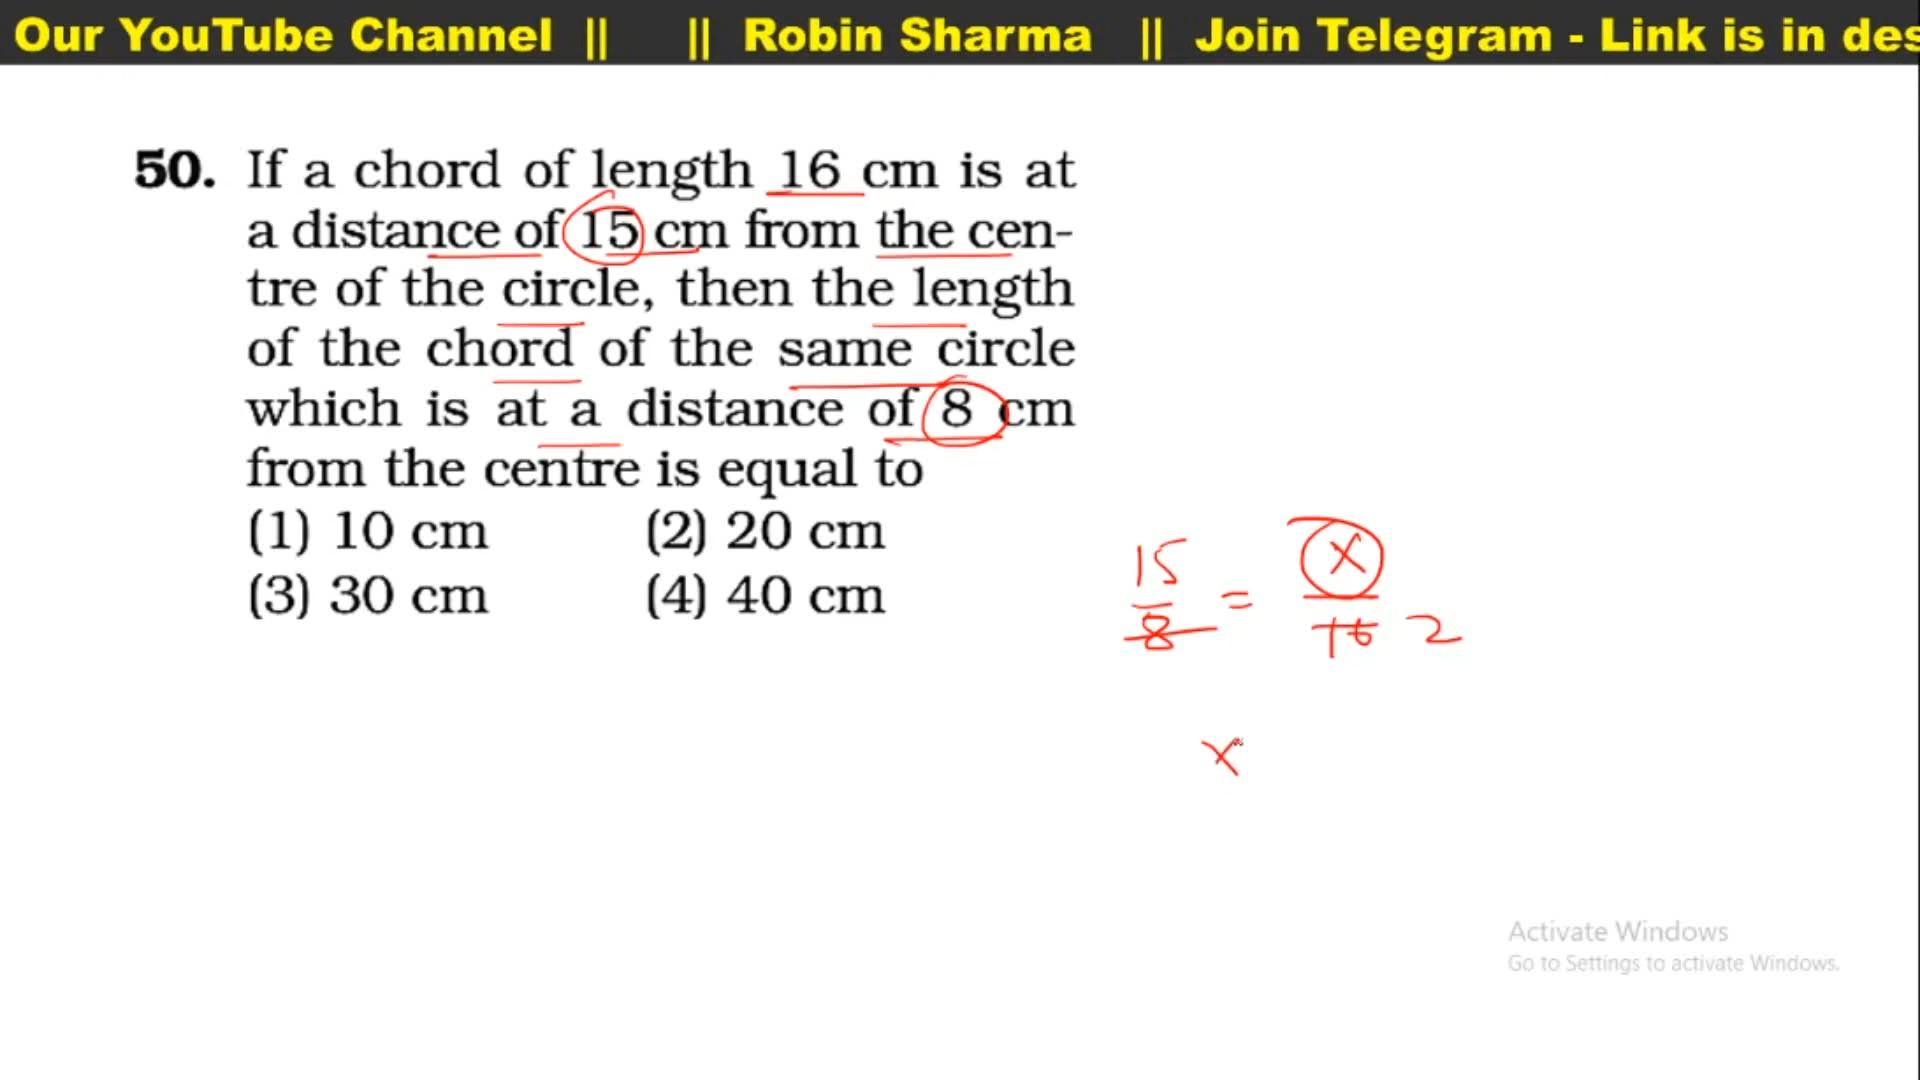 Our YouTube Channel || || Robin Sharma || Join Telegram - Link is in des
50. If a chord of length 16 cm is at
a distance of 15 cm from the cen-
tre of the circle, then the length
of the chord of the same circle
which is at a distance of 8 cm
from the centre is equal to
(1) 10 cm (2) 20 cm
(3) 30 cm (4) 40 cm
15 x
— = —
8 16 2
x
Activate Windows
Go to Settings to activate Windows.